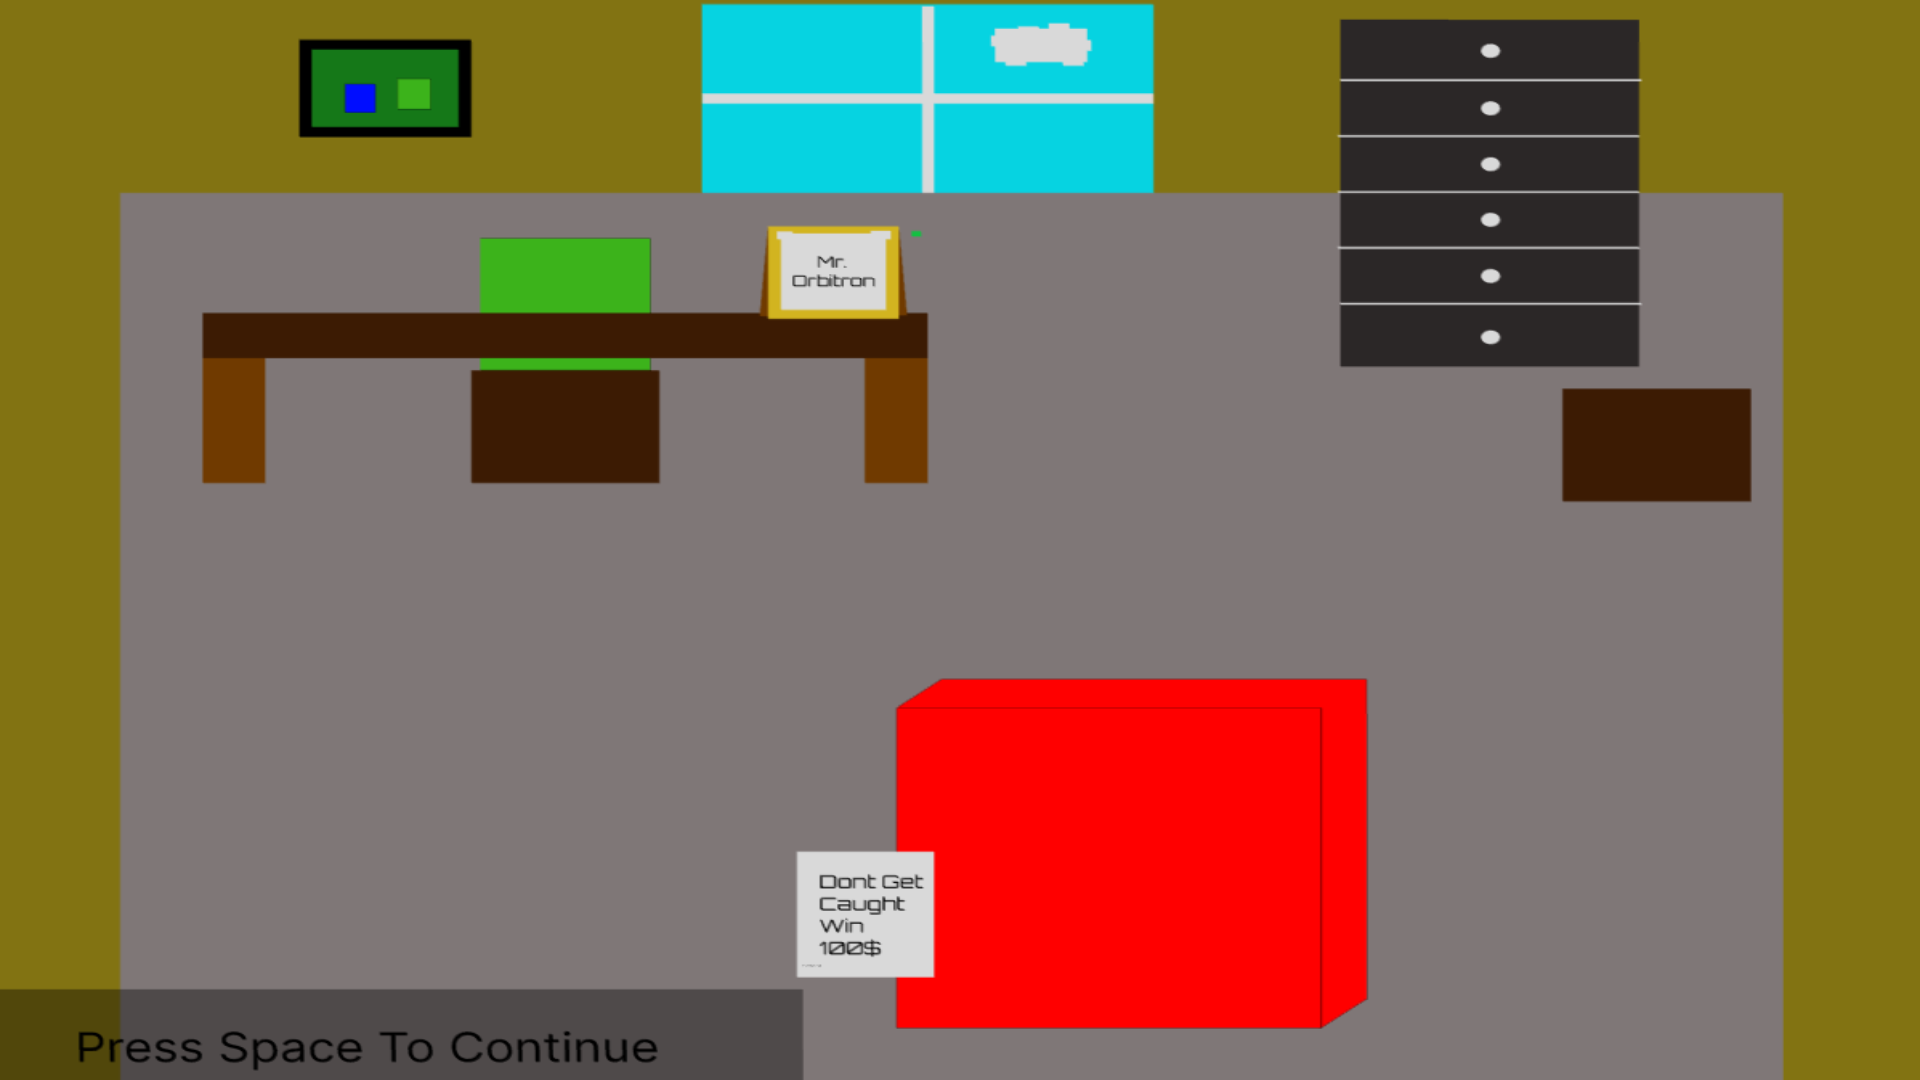 Mr.
Orbitron
Dont Get
Caught
Win
100$
Press Space To Continue